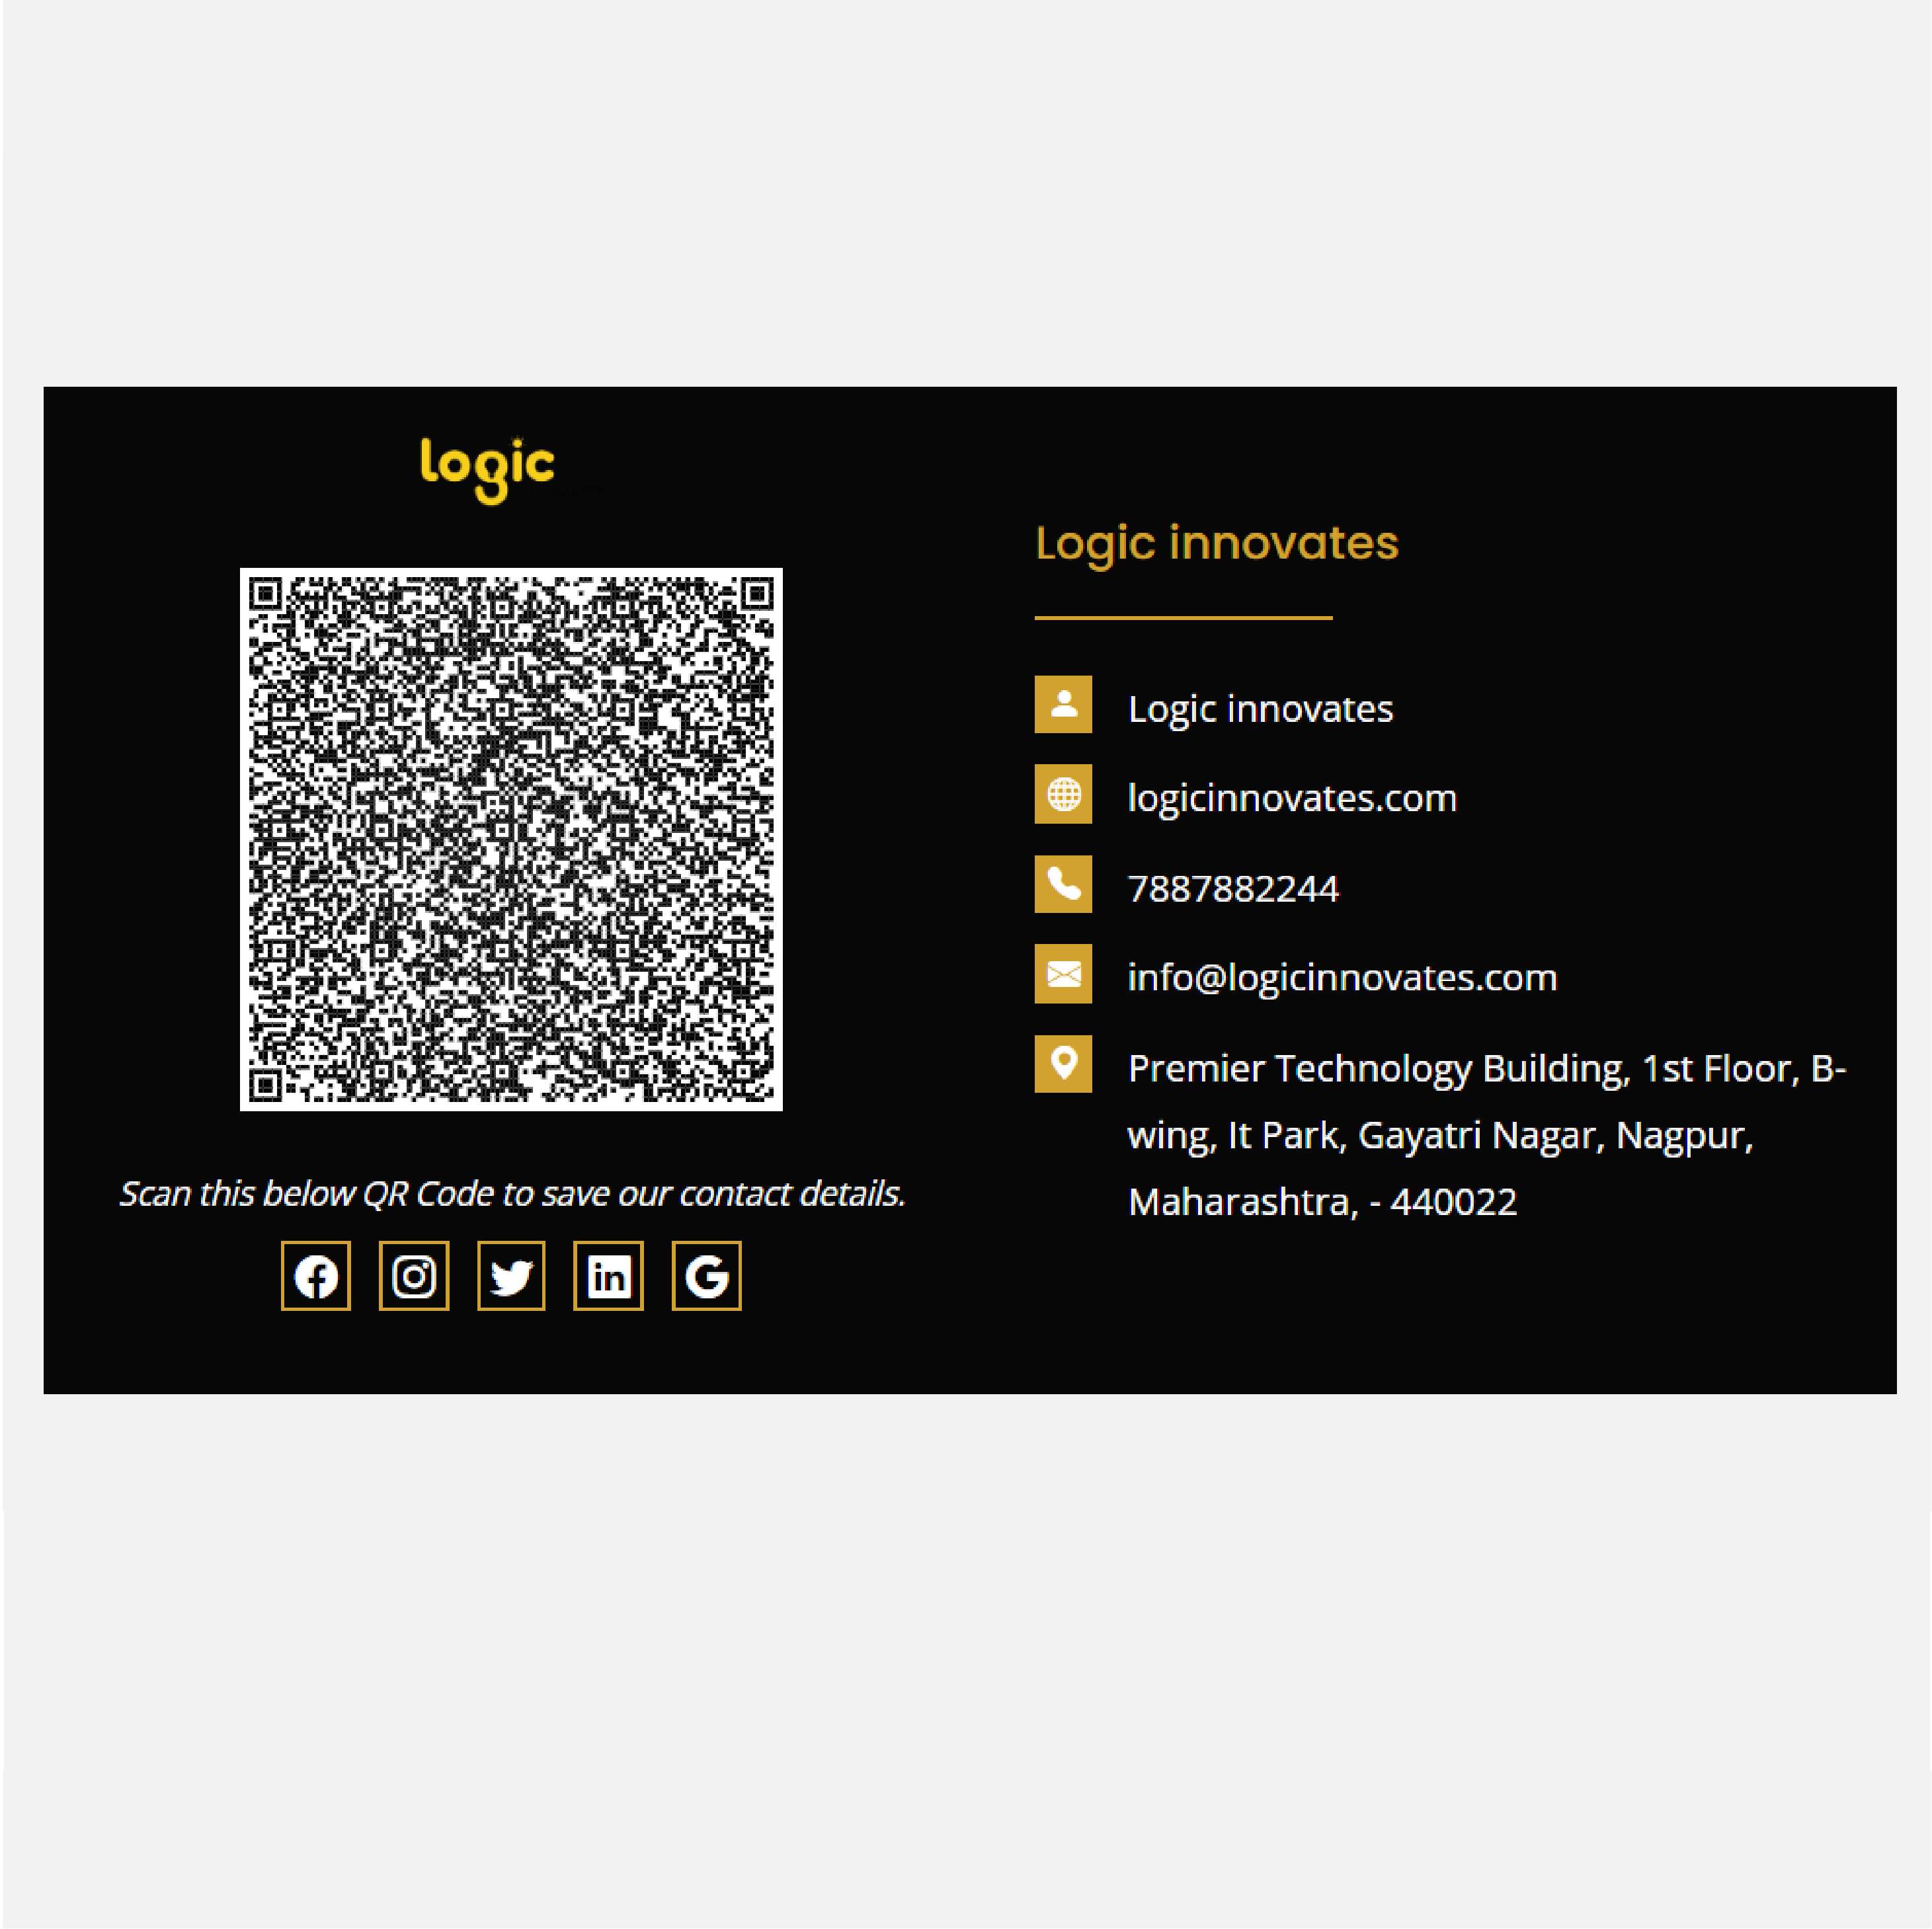 logic
Scan this below QR Code to save our contact details.
Logic innovates
Logic innovates
logicinnovates.com
7887882244
info@logicinnovates.com
Premier Technology Building, 1st Floor, B-
wing, It Park, Gayatri Nagar, Nagpur,
Maharashtra, - 440022